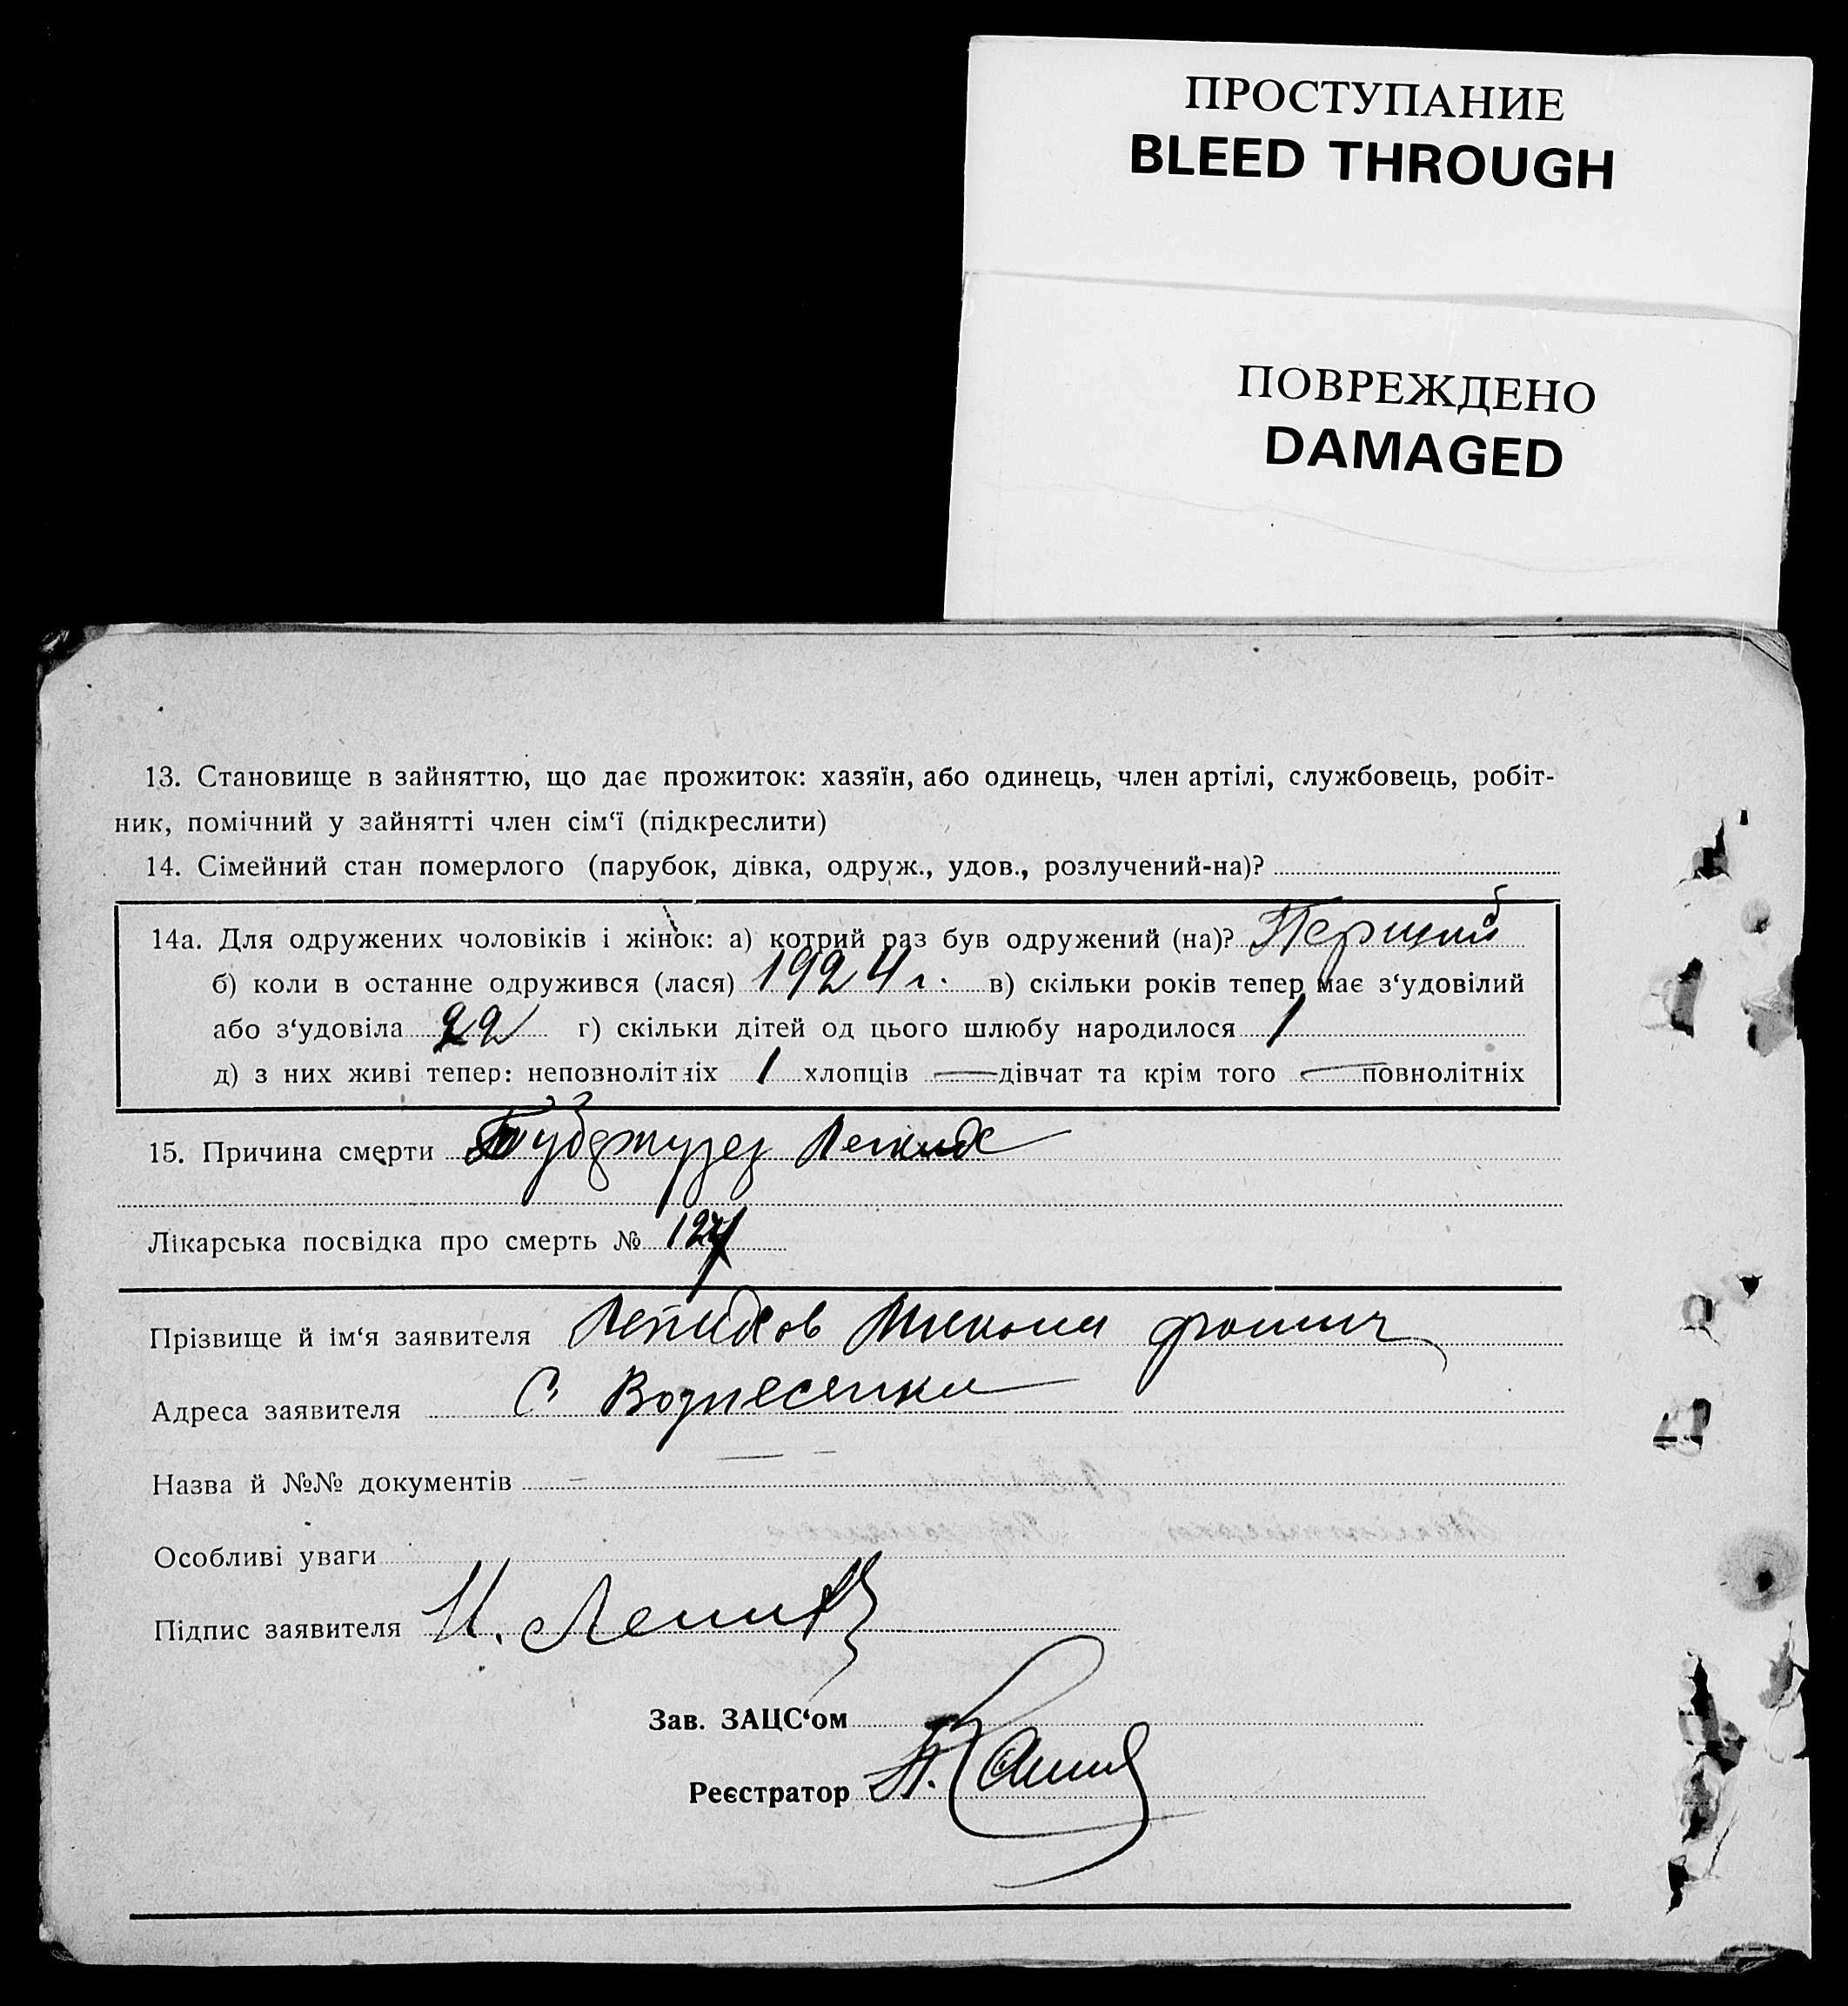 ПРОСТУПАНИЕ
BLEED THROUGH
ПОВРЕЖДЕНО
DAMAGED
13. Становище в зайняттю, що дає прожиток: хазяїн, або одинець, член артілі, службовець, робіт-
ник, помічний у зайнятті член сім‘ї (підкреслити)
14. Сімейний стан померлого (парубок, дівка, одруж., удов., розлучений-на)?
14а. Для одружених чоловіків і жінок: а) котрий раз був одружений (на)? Перший
б) коли в останне одружився (лася) 1924 г. в) скільки років тепер має з‘удовілий
або з‘удовіла 22 г) скільки дітей од цього шлюбу народилося 1
д) з них живі тепер: неповнолітніх 1 хлопців — дівчат та крім того — повнолітніх
15. Причина смерти
Лікарська посвідка про смерть № 127
Прізвище й ім‘я заявителя
Адреса заявителя С Вознесенка
Назва й №№ документів —
Особливі уваги
Підпис заявителя
Зав. ЗАЦС‘ом
Реєстратор